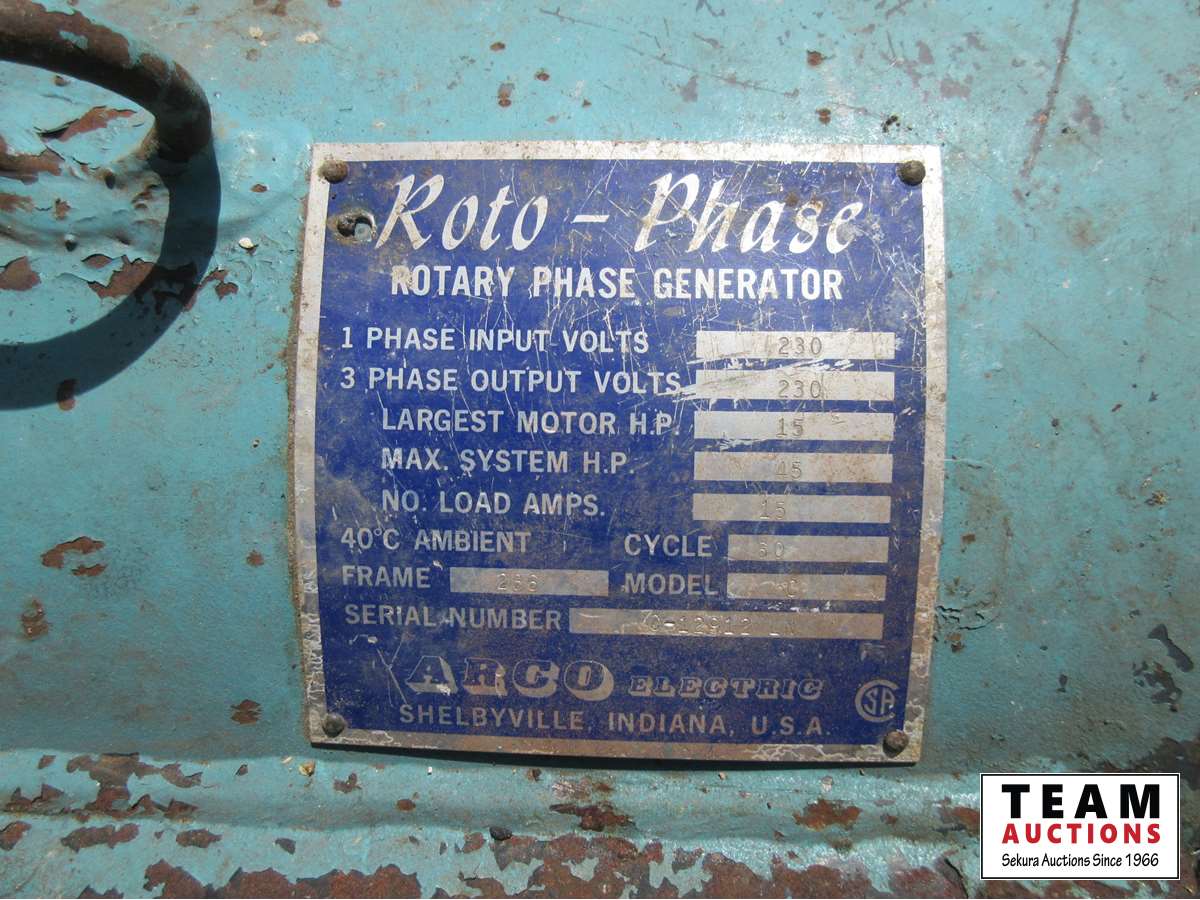 Roto - Phase
ROTARY PHASE GENERATOR
1 PHASE INPUT VOLTS 230
3 PHASE OUTPUT VOLTS 230
LARGEST MOTOR H.P. 15
MAX. SYSTEM H.P. 45
NO. LOAD AMPS. 15
40°C AMBIENT CYCLE 60
FRAME 256 MODEL C
SERIAL NUMBER
ARCO ELECTRIC
SHELBYVILLE, INDIANA, U.S.A.
CSA
TEAM
AUCTIONS
Sekura Auctions Since 1966